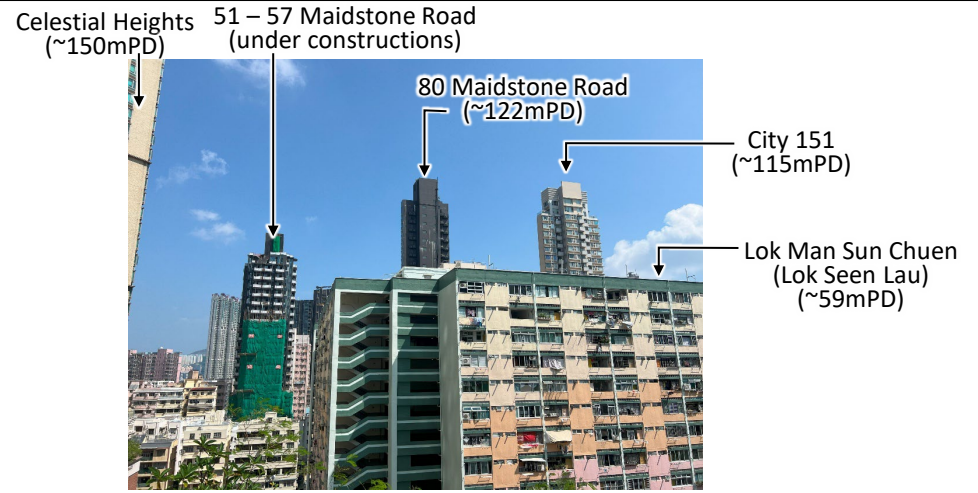 Celestial Heights
(~150mPD)
51 – 57 Maidstone Road
(under constructions)
80 Maidstone Road
(~122mPD)
City 151
(~115mPD)
Lok Man Sun Chuen
(Lok Seen Lau)
(~59mPD)